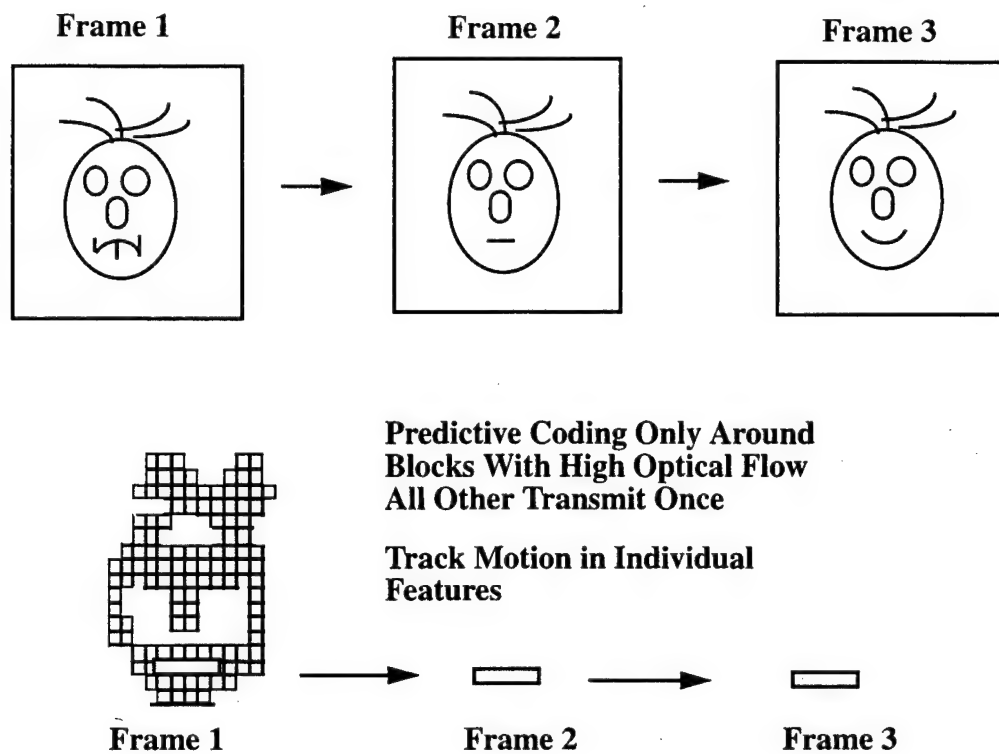 Frame 1
Frame 2
Frame 3
Predictive Coding Only Around
Blocks With High Optical Flow
All Other Transmit Once
Track Motion in Individual
Features
Frame 1
Frame 2
Frame 3